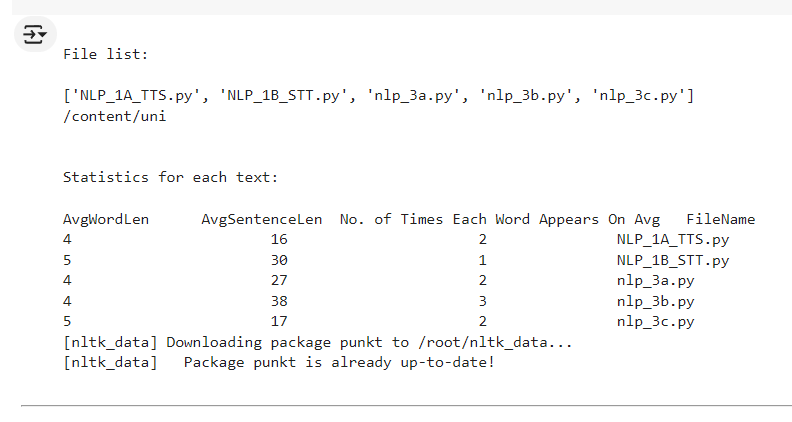 File list:
['NLP_1A_TTS.py', 'NLP_1B_STT.py', 'nlp_3a.py', 'nlp_3b.py', 'nlp_3c.py']
/content/uni
Statistics for each text:
AvgWordLen AvgSentenceLen No. of Times Each Word Appears On Avg FileName
4 16 2 NLP_1A_TTS.py
5 30 1 NLP_1B_STT.py
4 27 2 nlp_3a.py
4 38 3 nlp_3b.py
5 17 2 nlp_3c.py
[nltk_data] Downloading package punkt to /root/nltk_data...
[nltk_data] Package punkt is already up-to-date!